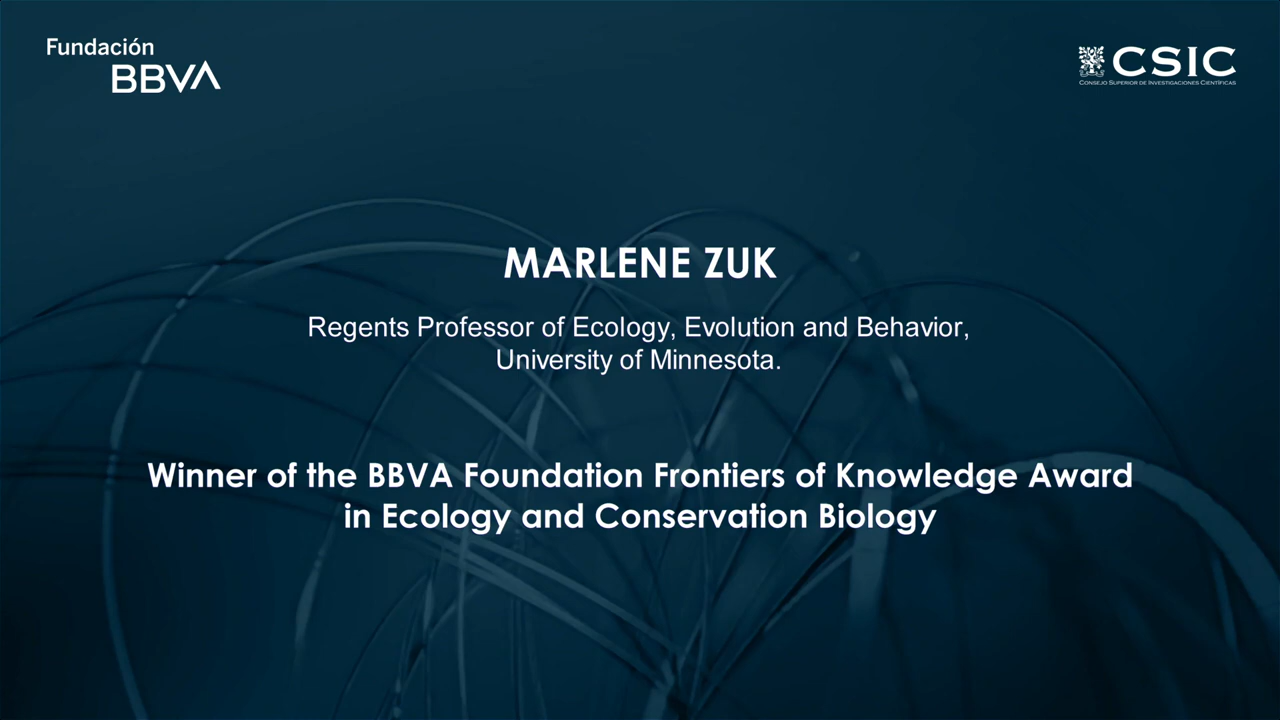 Fundación
BBVA
CSIC
CONSEJO SUPERIOR DE INVESTIGACIONES CIENTÍFICAS
MARLENE ZUK
Regents Professor of Ecology, Evolution and Behavior,
University of Minnesota.
Winner of the BBVA Foundation Frontiers of Knowledge Award
in Ecology and Conservation Biology